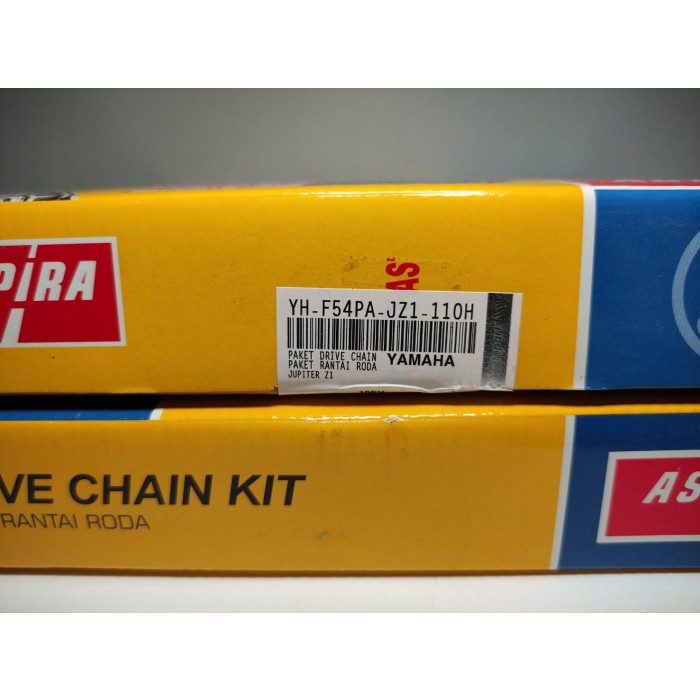 PIRA
AS
YH-F54PA-JZ1-110H
PAKET DRIVE CHAIN YAMAHA
PAKET RANTAI RODA
JUPITER Z1
VE CHAIN KIT
RANTAI RODA
AS